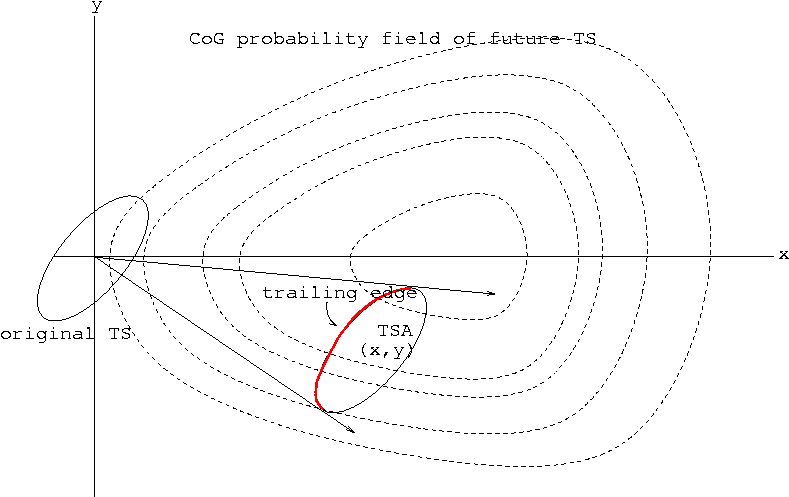 y
CoG probability field of future TS
x
trailing edge
original TS
TSA
(x,y)